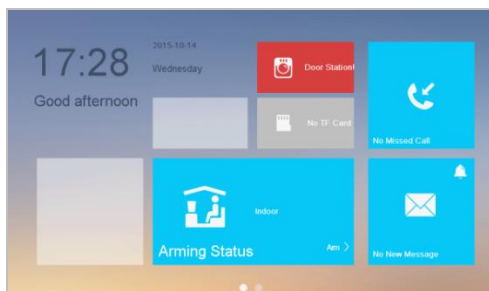 17:28
2015-10-14
Wednesday
Good afternoon
Door Station!
No TF Card
No Missed Call
Indoor
Arming Status
Arm >
No New Message